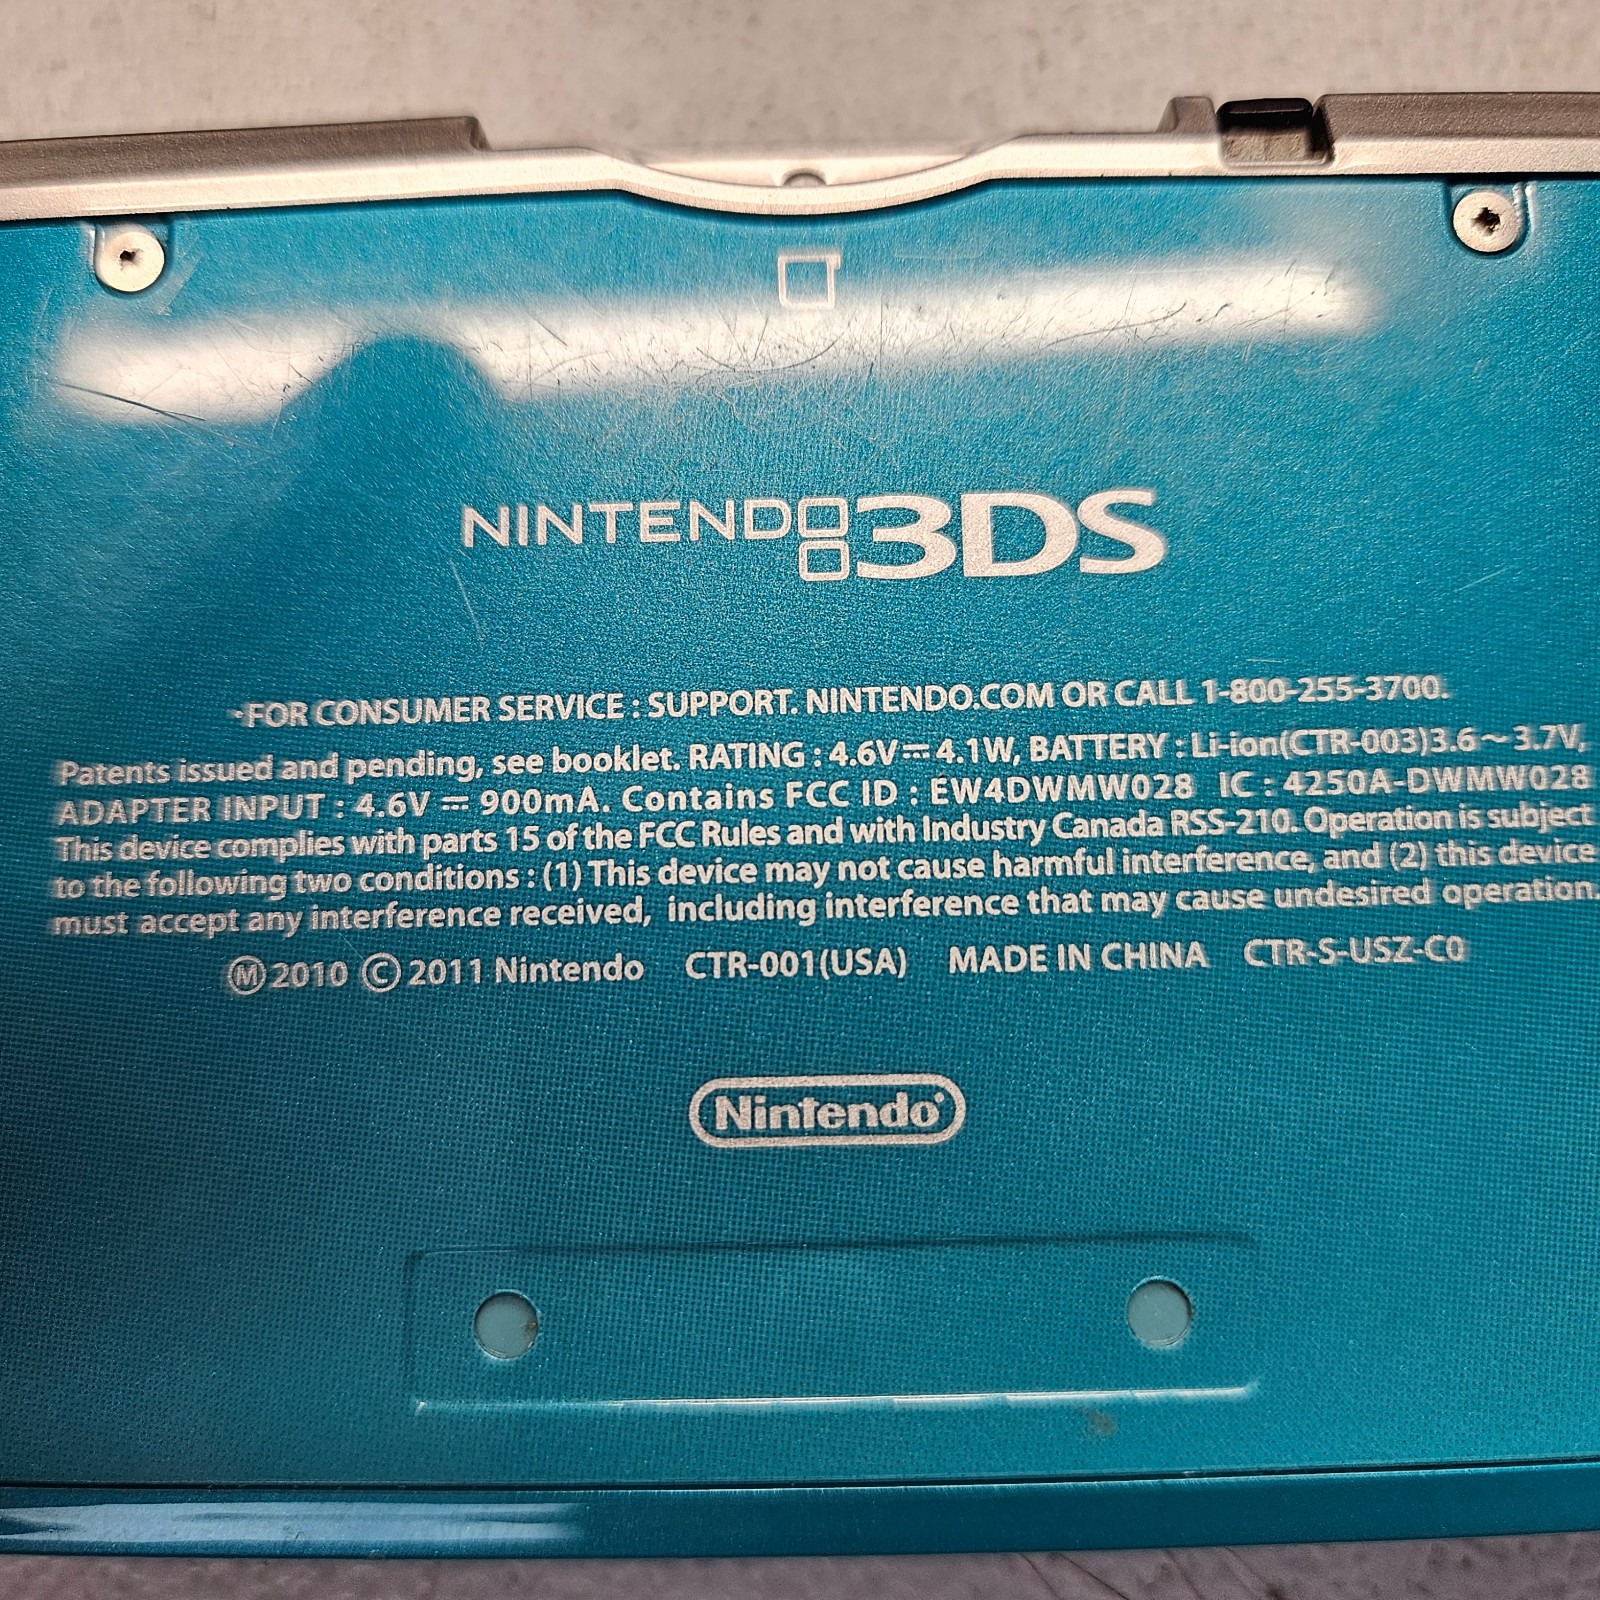 NINTENDO 3DS
·FOR CONSUMER SERVICE : SUPPORT. NINTENDO.COM OR CALL 1-800-255-3700.
Patents issued and pending, see booklet. RATING : 4.6V⎓4.1W, BATTERY : Li-ion(CTR-003)3.6～3.7V,
ADAPTER INPUT : 4.6V ⎓ 900mA. Contains FCC ID : EW4DWMW028 IC : 4250A-DWMW028
This device complies with parts 15 of the FCC Rules and with Industry Canada RSS-210. Operation is subject
to the following two conditions : (1) This device may not cause harmful interference, and (2) this device
must accept any interference received, including interference that may cause undesired operation.
Ⓜ2010 ©2011 Nintendo CTR-001(USA) MADE IN CHINA CTR-S-USZ-C0
Nintendo®